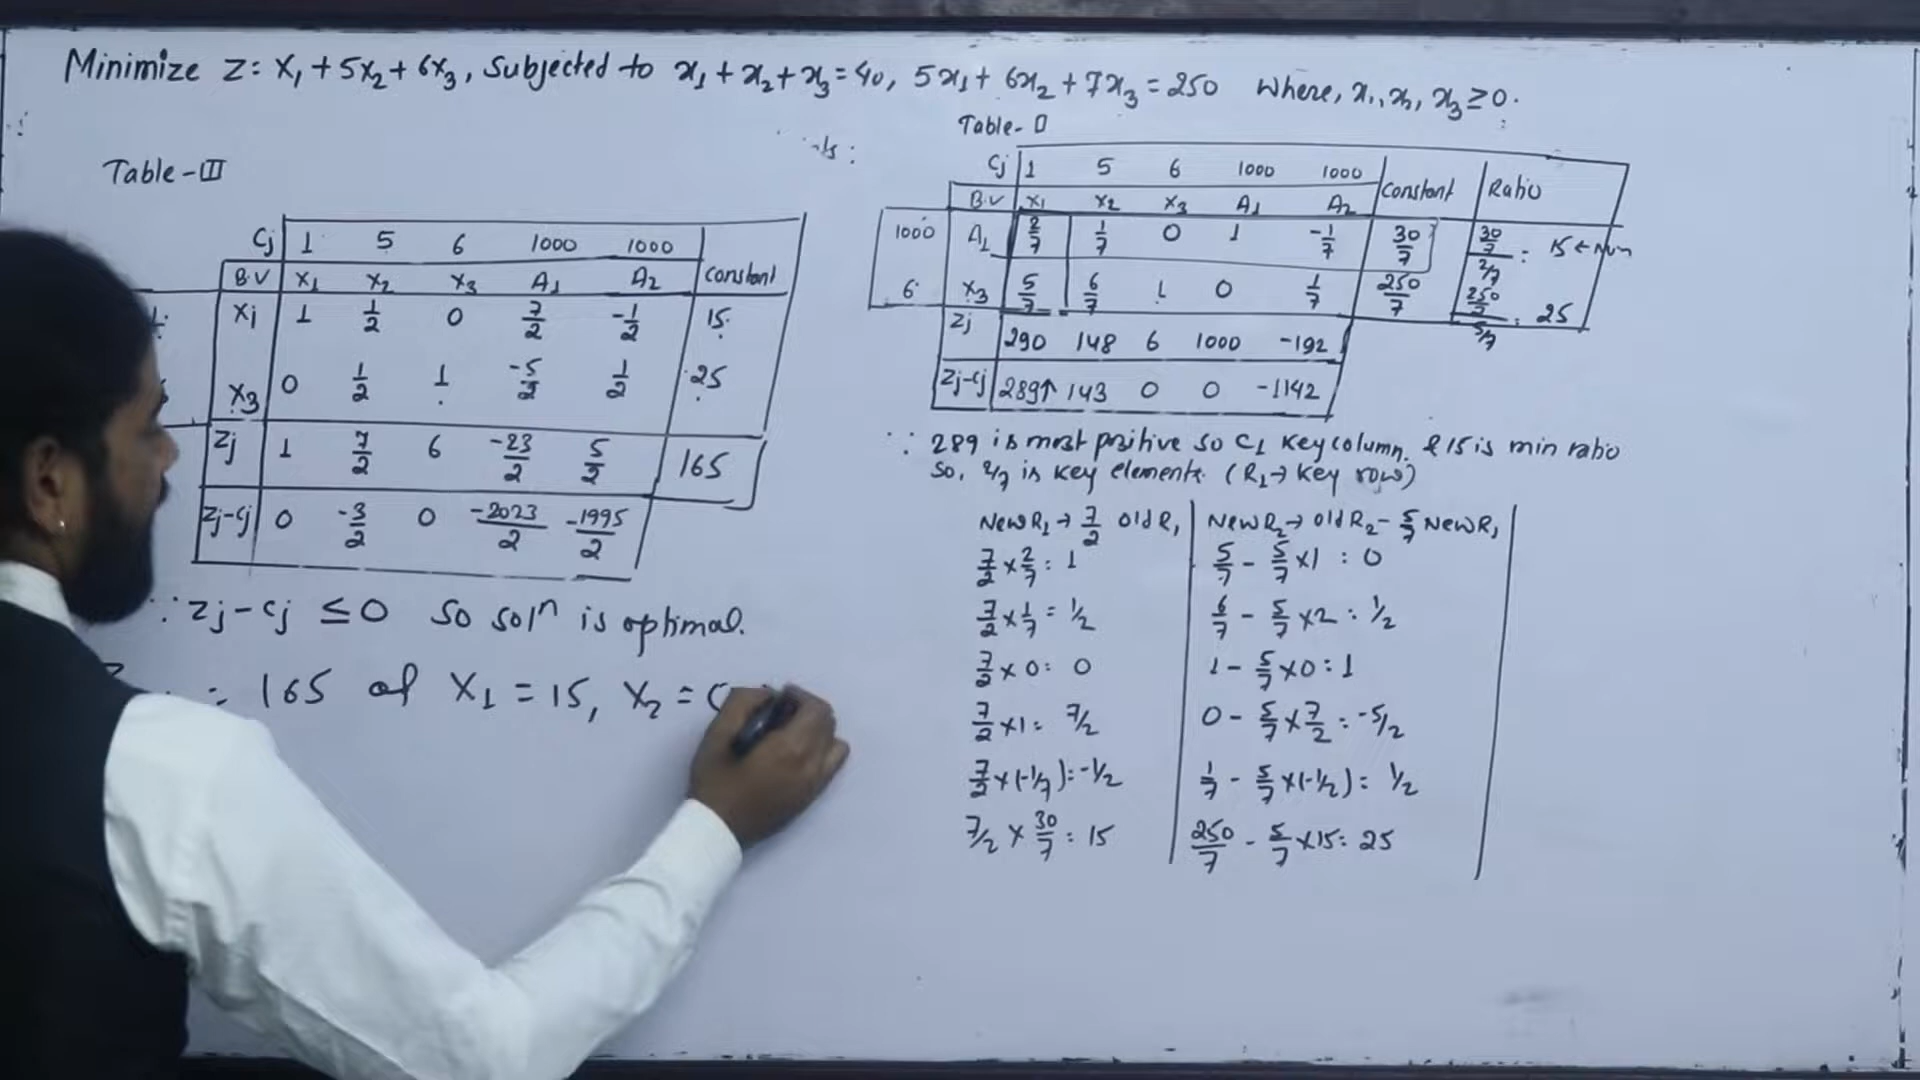 Minimize Z: X₁ + 5X₂ + 6X₃, Subjected to x₁ + x₂ + x₃ = 40, 5x₁ + 6x₂ + 7x₃ = 250 where, x₁, x₂, x₃ ≥ 0.
Table-III
Cj 1 5 6 1000 1000
B.V X₁ X₂ X₃ A₁ A₂ constant
X₁ 1 1/2 0 7/2 -1/2 15
X₃ 0 1/2 1 -5/2 1/2 25
Zj 1 7/2 6 -23/2 5/2 165
Zj-Cj 0 -3/2 0 -2023/2 -1995/2
∵ Zj-Cj ≤ 0 so solⁿ is optimal.
= 165 at X₁ = 15, X₂ =
Table-II
Cj 1 5 6 1000 1000 Constant Ratio
B.V X₁ X₂ X₃ A₁ A₂
1000 A₁ 2/7 1/7 0 1 -1/7 30/7 30/7 / 2/7 : 15 ← Min
6 X₃ 5/7 6/7 1 0 1/7 250/7 250/7 / 5/7 : 25
Zj 290 148 6 1000 -192
Zj-Cj 289↑ 143 0 0 -1142
∵ 289 is most positive so C₁ Key column. & 15 is min ratio
So, 2/7 is key elements. (R₁ → Key row)
New R₁ → 7/2 old R₁
7/2 × 2/7 : 1
7/2 × 1/7 = 1/2
7/2 × 0 : 0
7/2 × 1 : 7/2
7/2 × (-1/7) : -1/2
7/2 × 30/7 : 15
New R₂ → old R₂ - 5/7 New R₁
5/7 - 5/7 × 1 : 0
6/7 - 5/7 × 2 : 1/2
1 - 5/7 × 0 : 1
0 - 5/7 × 7/2 : -5/2
1/7 - 5/7 × (-1/2) = 1/2
250/7 - 5/7 × 15 : 25